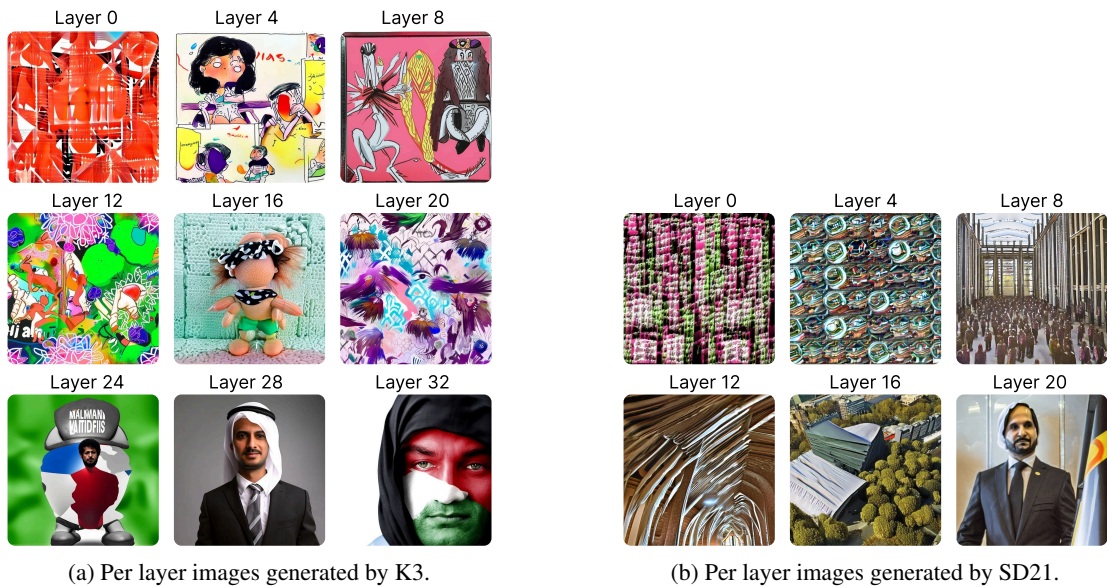 Layer 0
Layer 4
Layer 8
Layer 12
Layer 16
Layer 20
Layer 24
Layer 28
Layer 32
(a) Per layer images generated by K3.
Layer 0
Layer 4
Layer 8
Layer 12
Layer 16
Layer 20
(b) Per layer images generated by SD21.